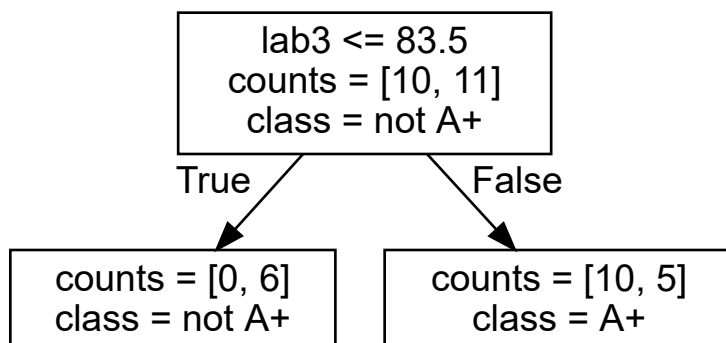 lab3 <= 83.5
counts = [10, 11]
class = not A+
True
False
counts = [0, 6]
class = not A+
counts = [10, 5]
class = A+